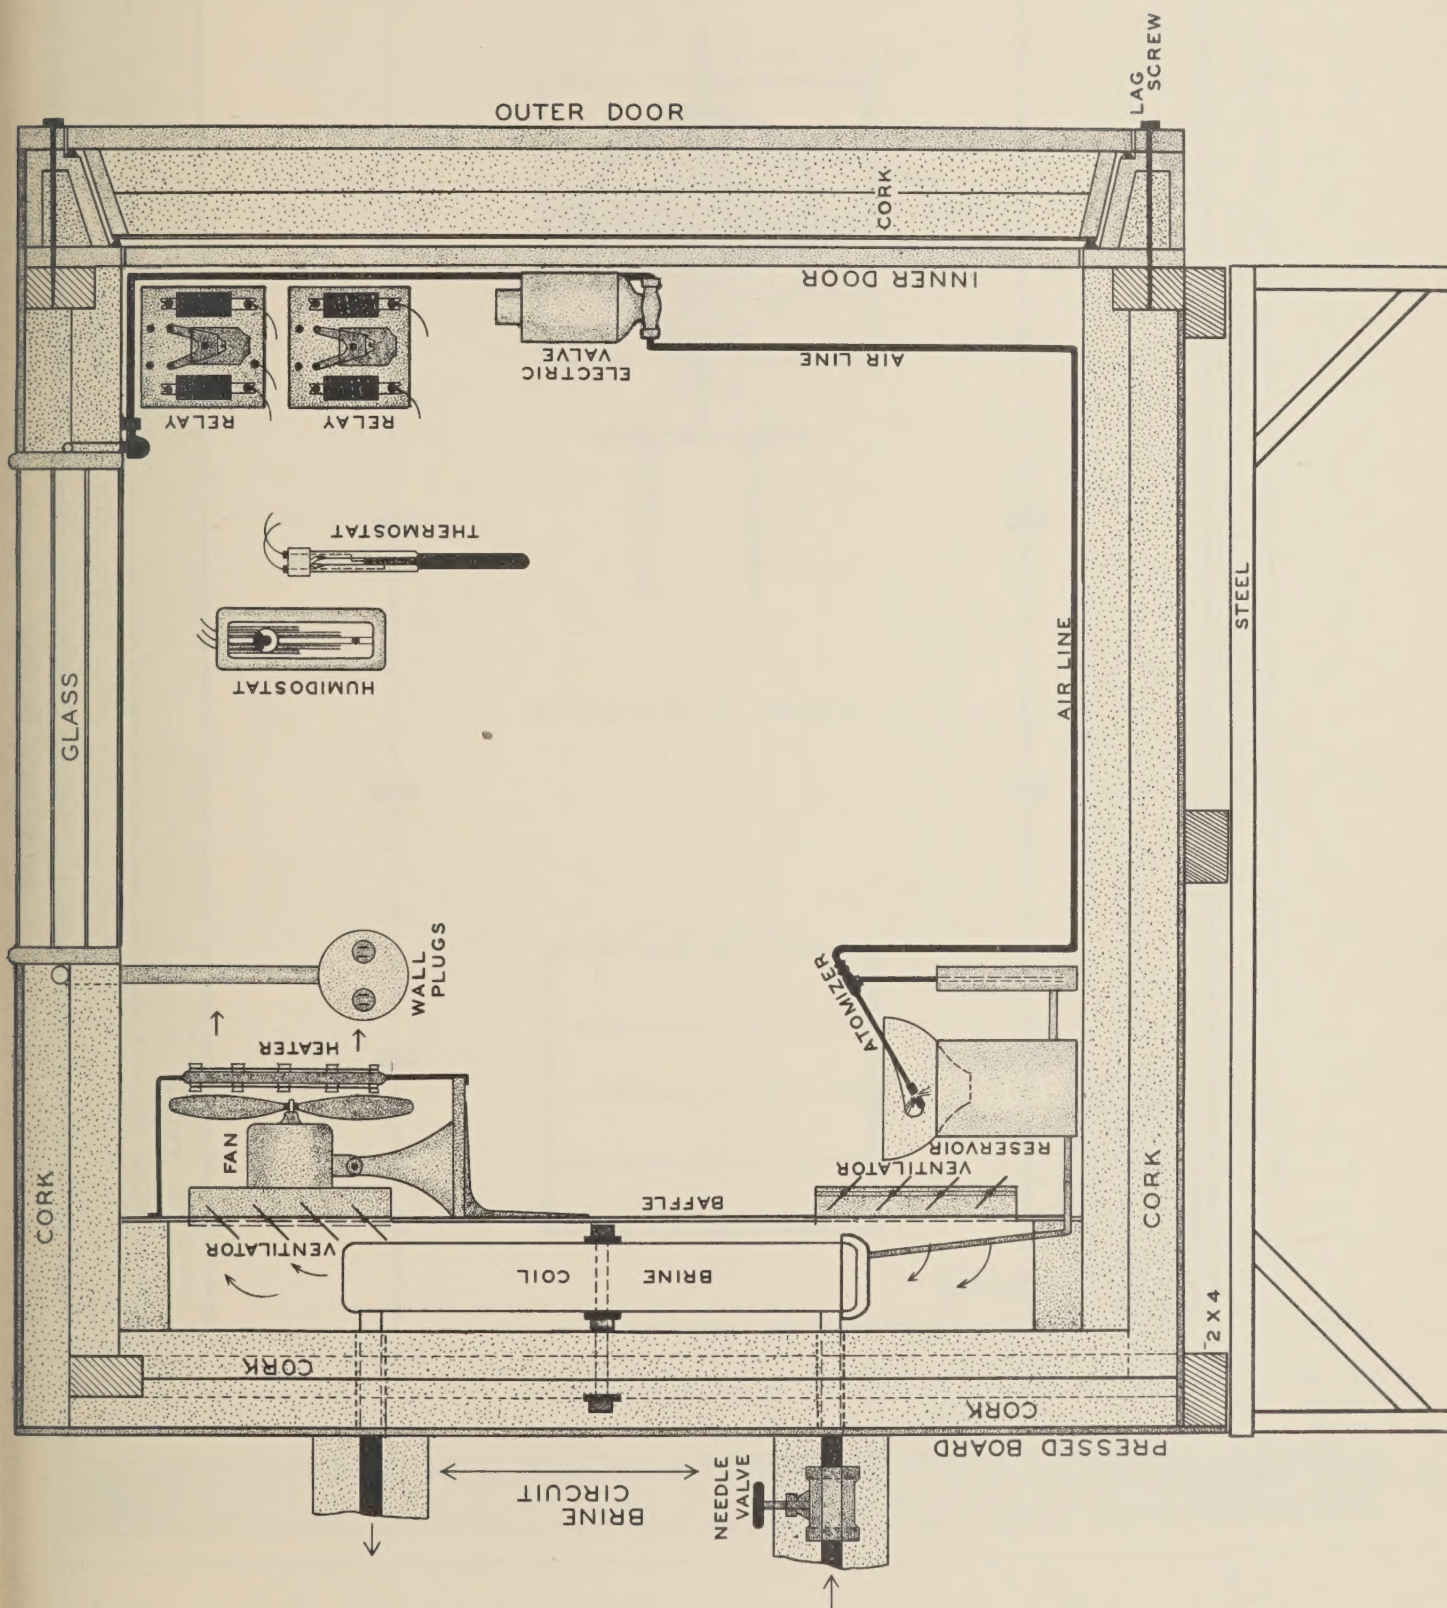 LAG
SCREW
OUTER DOOR
CORK
INNER DOOR
ELECTRIC
VALVE
AIR LINE
RELAY
RELAY
THERMOSTAT
HUMIDOSTAT
GLASS
AIR LINE
STEEL
WALL
PLUGS
ATOMIZER
HEATER
FAN
RESERVOIR
VENTILATOR
BAFFLE
VENTILATOR
BRINE COIL
CORK
CORK
2 X 4
CORK
CORK
PRESSED BOARD
NEEDLE
VALVE
BRINE
CIRCUIT